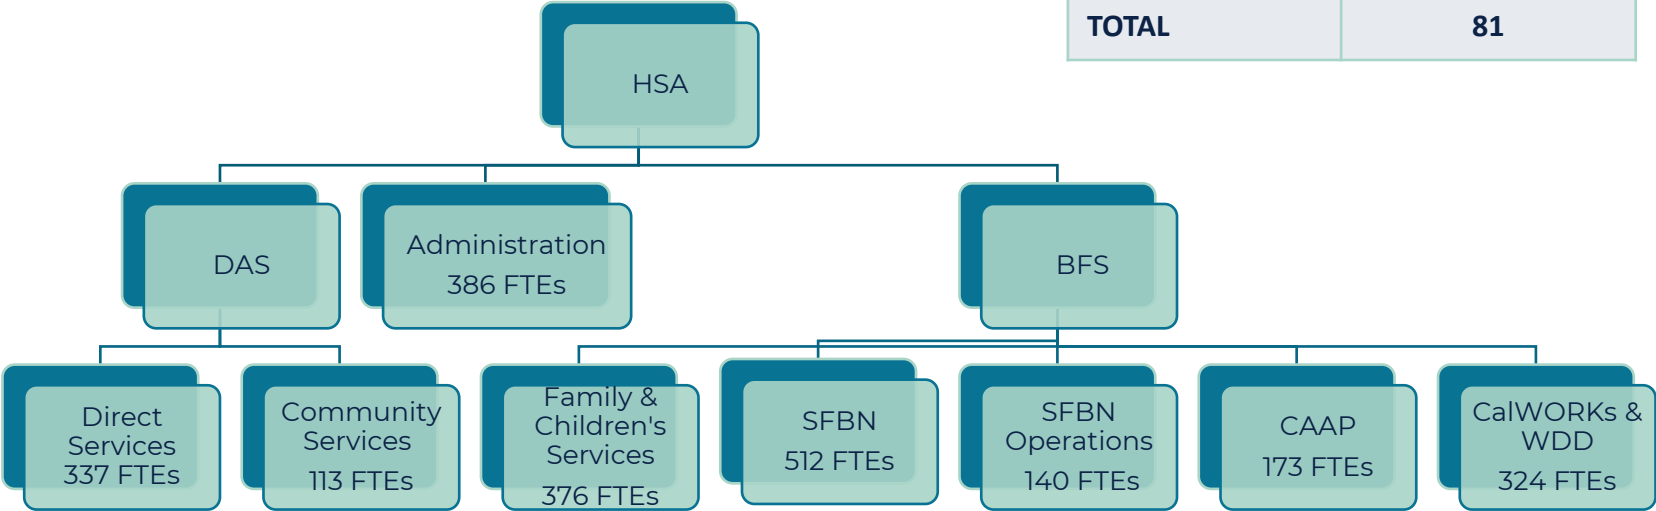 TOTAL 81
HSA
DAS
Administration
386 FTEs
BFS
Direct
Services
337 FTEs
Community
Services
113 FTEs
Family &
Children's
Services
376 FTEs
SFBN
512 FTEs
SFBN
Operations
140 FTEs
CAAP
173 FTEs
CalWORKs &
WDD
324 FTEs